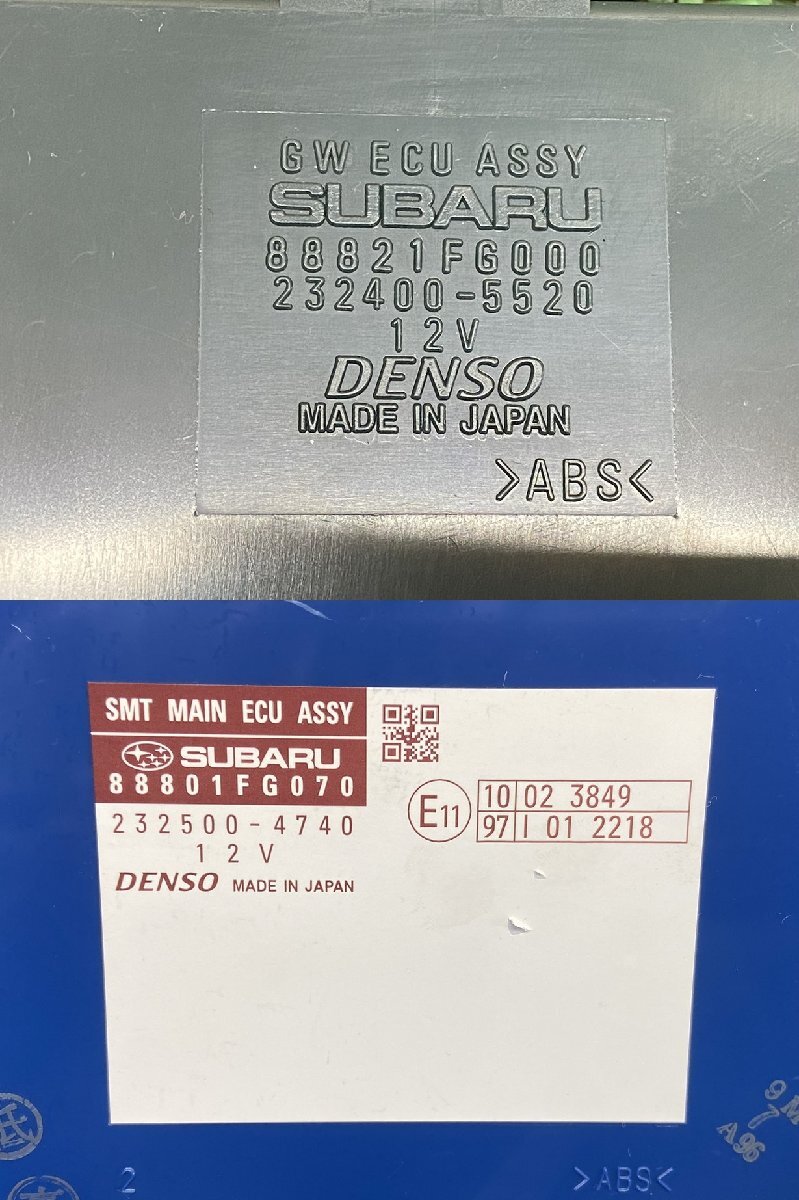 GW ECU ASSY
SUBARU
88821FG000
232400-5520
12V
DENSO
MADE IN JAPAN
>ABS<
SMT MAIN ECU ASSY
SUBARU
88801FG070
232500-4740
12V
DENSO MADE IN JAPAN
E11
10 02 3849
97 I 01 2218
2
>ABS<